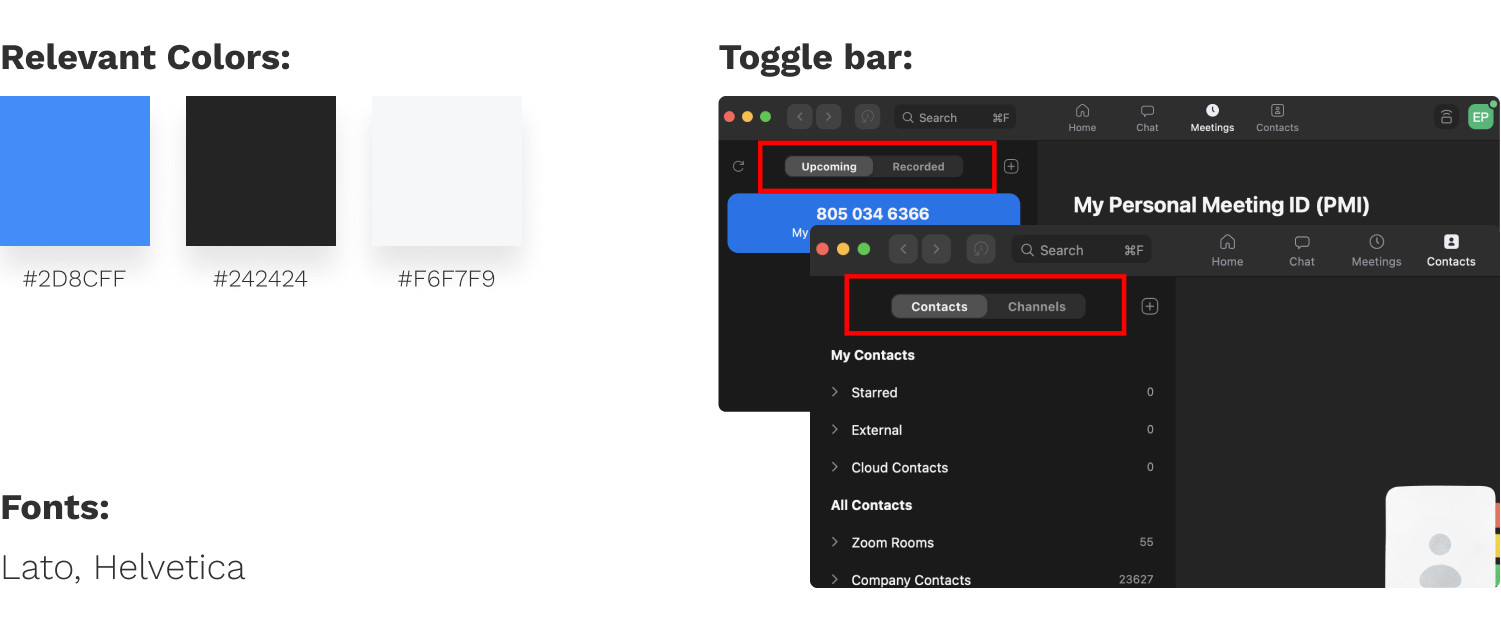 Relevant Colors:
#2D8CFF
#242424
#F6F7F9
Fonts:
Lato, Helvetica
Toggle bar:
Search ⌘F
Home
Chat
Meetings
Contacts
EP
Upcoming
Recorded
805 034 6366
My
My Personal Meeting ID (PMI)
Search ⌘F
Home
Chat
Meetings
Contacts
Contacts
Channels
My Contacts
Starred 0
External 0
Cloud Contacts 0
All Contacts
Zoom Rooms 55
Company Contacts 23627